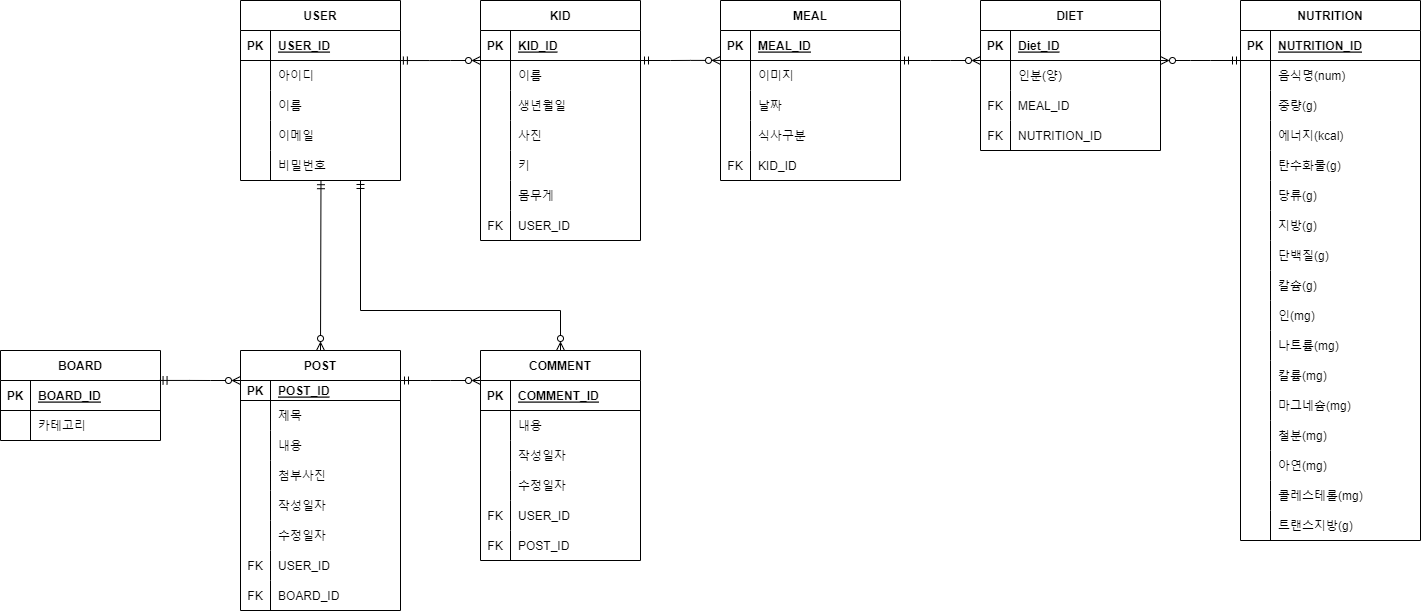 USER
PK USER_ID
아이디
이름
이메일
비밀번호
KID
PK KID_ID
이름
생년월일
사진
키
몸무게
FK USER_ID
MEAL
PK MEAL_ID
이미지
날짜
식사구분
FK KID_ID
DIET
PK Diet_ID
인분(양)
FK MEAL_ID
FK NUTRITION_ID
NUTRITION
PK NUTRITION_ID
음식명(num)
중량(g)
에너지(kcal)
탄수화물(g)
당류(g)
지방(g)
단백질(g)
칼슘(g)
인(mg)
나트륨(mg)
칼륨(mg)
마그네슘(mg)
철분(mg)
아연(mg)
콜레스테롤(mg)
트랜스지방(g)
BOARD
PK BOARD_ID
카테고리
POST
PK POST_ID
제목
내용
첨부사진
작성일자
수정일자
FK USER_ID
FK BOARD_ID
COMMENT
PK COMMENT_ID
내용
작성일자
수정일자
FK USER_ID
FK POST_ID